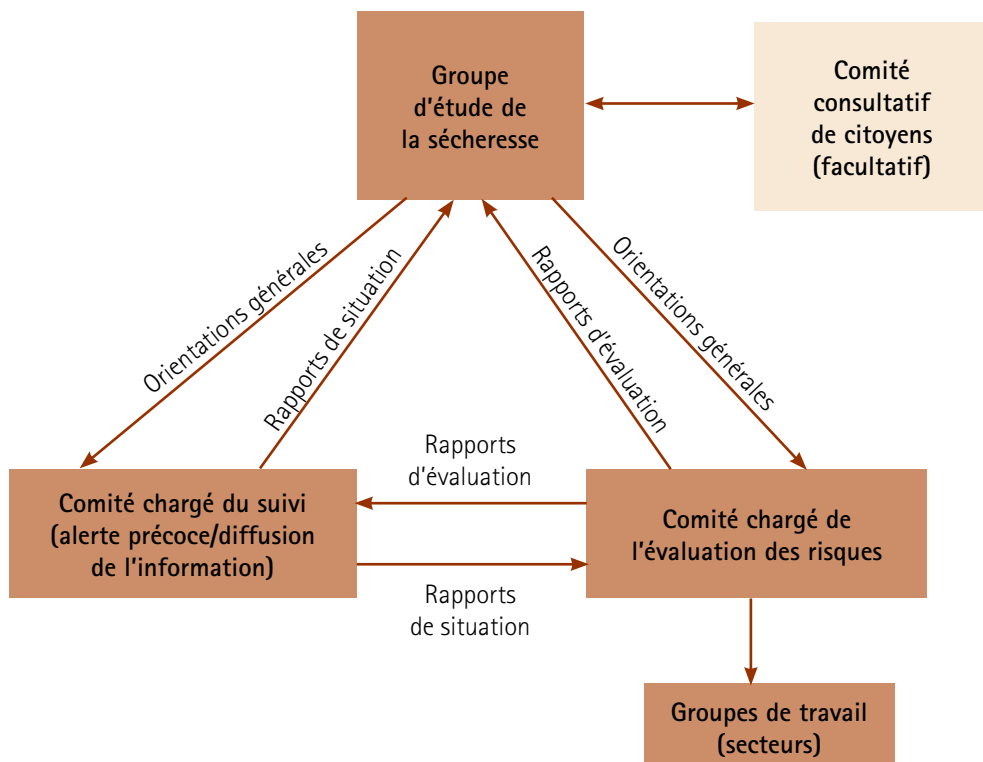 Groupe
d'étude de
la sécheresse
Comité
consultatif
de citoyens
(facultatif)
Orientations générales
Rapports de situation
Rapports d'évaluation
Orientations générales
Rapports
d'évaluation
Comité chargé du suivi
(alerte précoce/diffusion
de l'information)
Comité chargé de
l'évaluation des risques
Rapports
de situation
Groupes de travail
(secteurs)